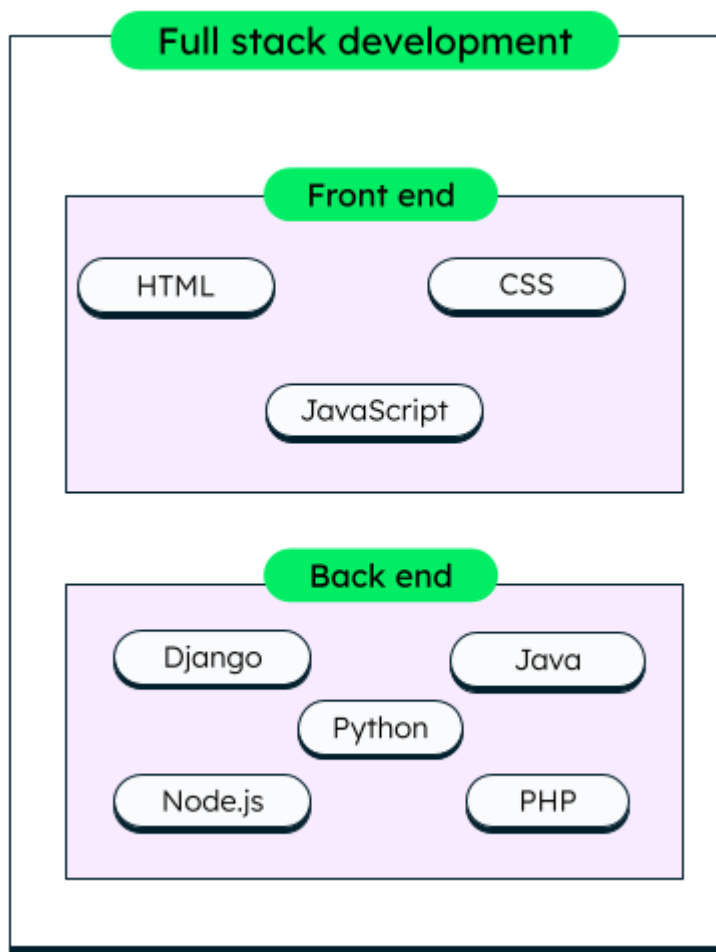 Full stack development
Front end
HTML
CSS
JavaScript
Back end
Django
Java
Python
Node.js
PHP